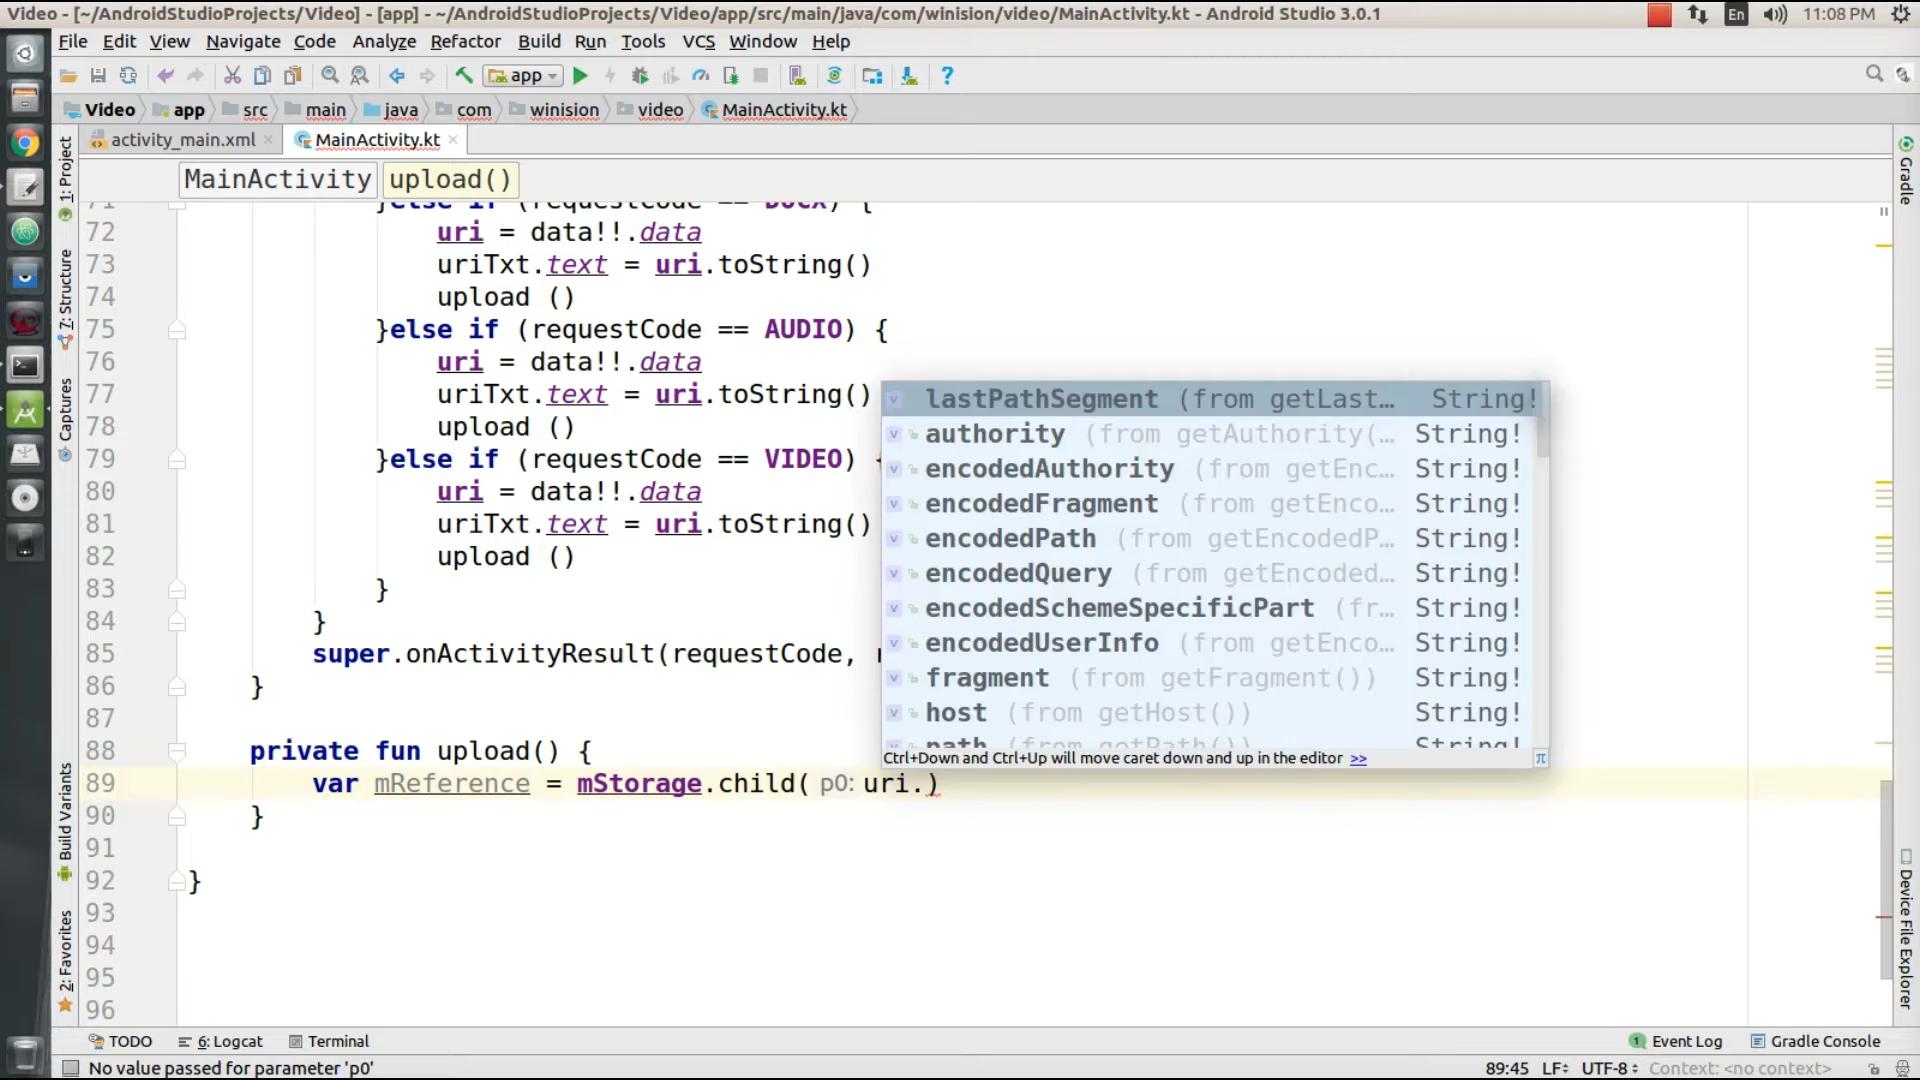 Video - [~/AndroidStudioProjects/Video] - [app] - ~/AndroidStudioProjects/Video/app/src/main/java/com/winision/video/MainActivity.kt - Android Studio 3.0.1
En
11:08 PM
File Edit View Navigate Code Analyze Refactor Build Run Tools VCS Window Help
app
Video app src main java com winision video MainActivity.kt
activity_main.xml
MainActivity.kt
MainActivity upload()
71 }else if (requestCode == DOCX) {
72 uri = data!!.data
73 uriTxt.text = uri.toString()
74 upload ()
75 }else if (requestCode == AUDIO) {
76 uri = data!!.data
77 uriTxt.text = uri.toString()
78 upload ()
79 }else if (requestCode == VIDEO) {
80 uri = data!!.data
81 uriTxt.text = uri.toString()
82 upload ()
83 }
84 }
85 super.onActivityResult(requestCode,
86 }
87
88 private fun upload() {
89 var mReference = mStorage.child( p0: uri.)
90 }
91
92 }
93
94
95
96
lastPathSegment (from getLast... String!
authority (from getAuthority(... String!
encodedAuthority (from getEnc... String!
encodedFragment (from getEnco... String!
encodedPath (from getEncodedP... String!
encodedQuery (from getEncoded... String!
encodedSchemeSpecificPart (fr... String!
encodedUserInfo (from getEnco... String!
fragment (from getFragment()) String!
host (from getHost()) String!
path (from getPath()) String!
Ctrl+Down and Ctrl+Up will move caret down and up in the editor >>
π
1: Project
7: Structure
Captures
Build Variants
2: Favorites
Gradle
Device File Explorer
TODO
6: Logcat
Terminal
1 Event Log
Gradle Console
No value passed for parameter 'p0'
89:45 LF÷ UTF-8÷ Context: <no context>